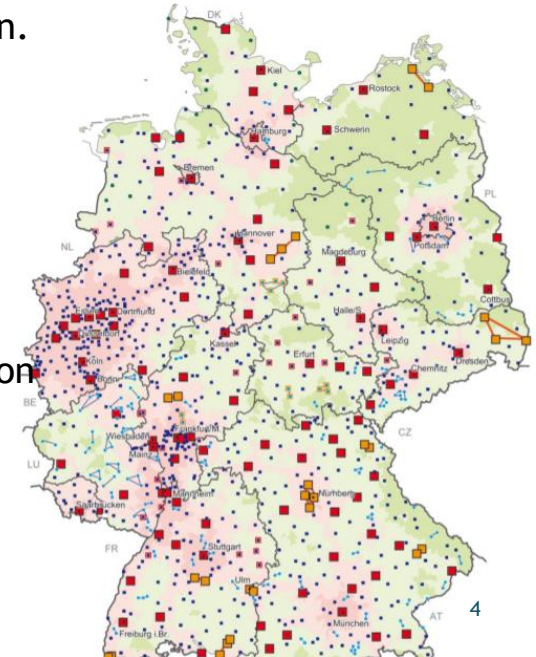 n.
DK
Kiel
Rostock
Hamburg
Schwerin
Bremen
PL
Berlin
NL
Hannover
Potsdam
Magdeburg
Bielefeld
Cottbus
Essen
Dortmund
Halle/S.
Düsseldorf
Leipzig
Kassel
Erfurt
Dresden
Köln
Chemnitz
on
Bonn
BE
Wiesbaden
Frankfurt/M.
CZ
Mainz
LU
Mannheim
Nürnberg
Saarbrücken
FR
Stuttgart
Ulm
4
AT
München
Freiburg i.Br.